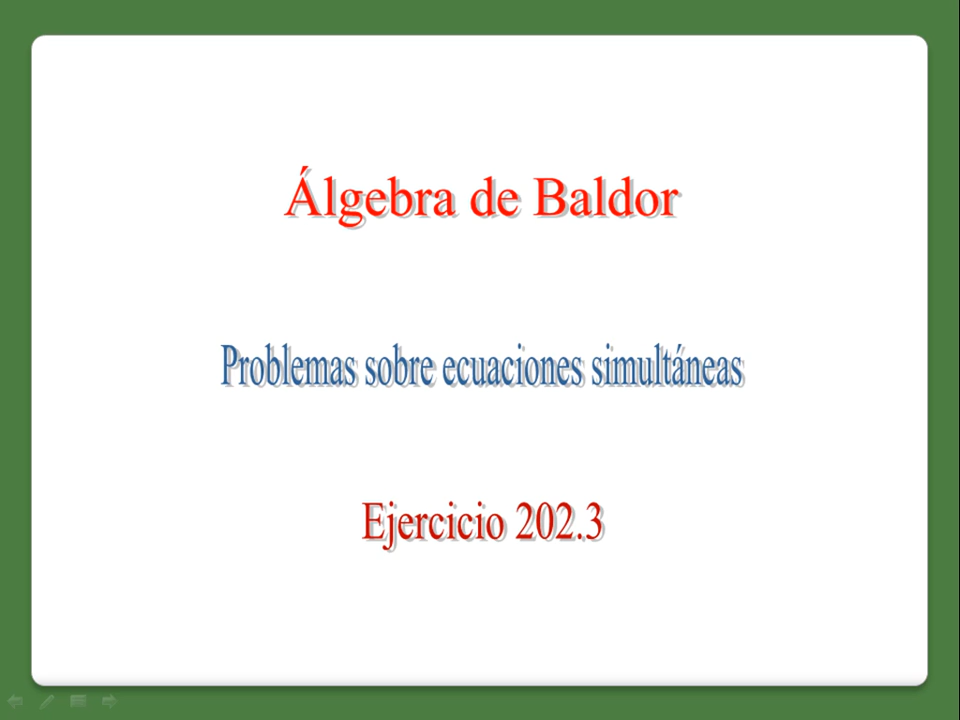 Álgebra de Baldor
Problemas sobre ecuaciones simultáneas
Ejercicio 202.3